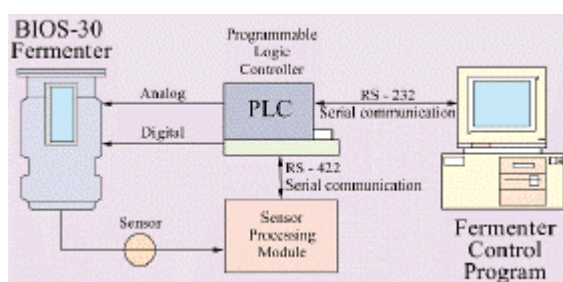 BIOS-30
Fermenter
Programmable
Logic
Controller
Analog
PLC
RS - 232
Serial communication
Digital
RS - 422
Serial communication
Sensor
Sensor
Processing
Module
Fermenter
Control
Program